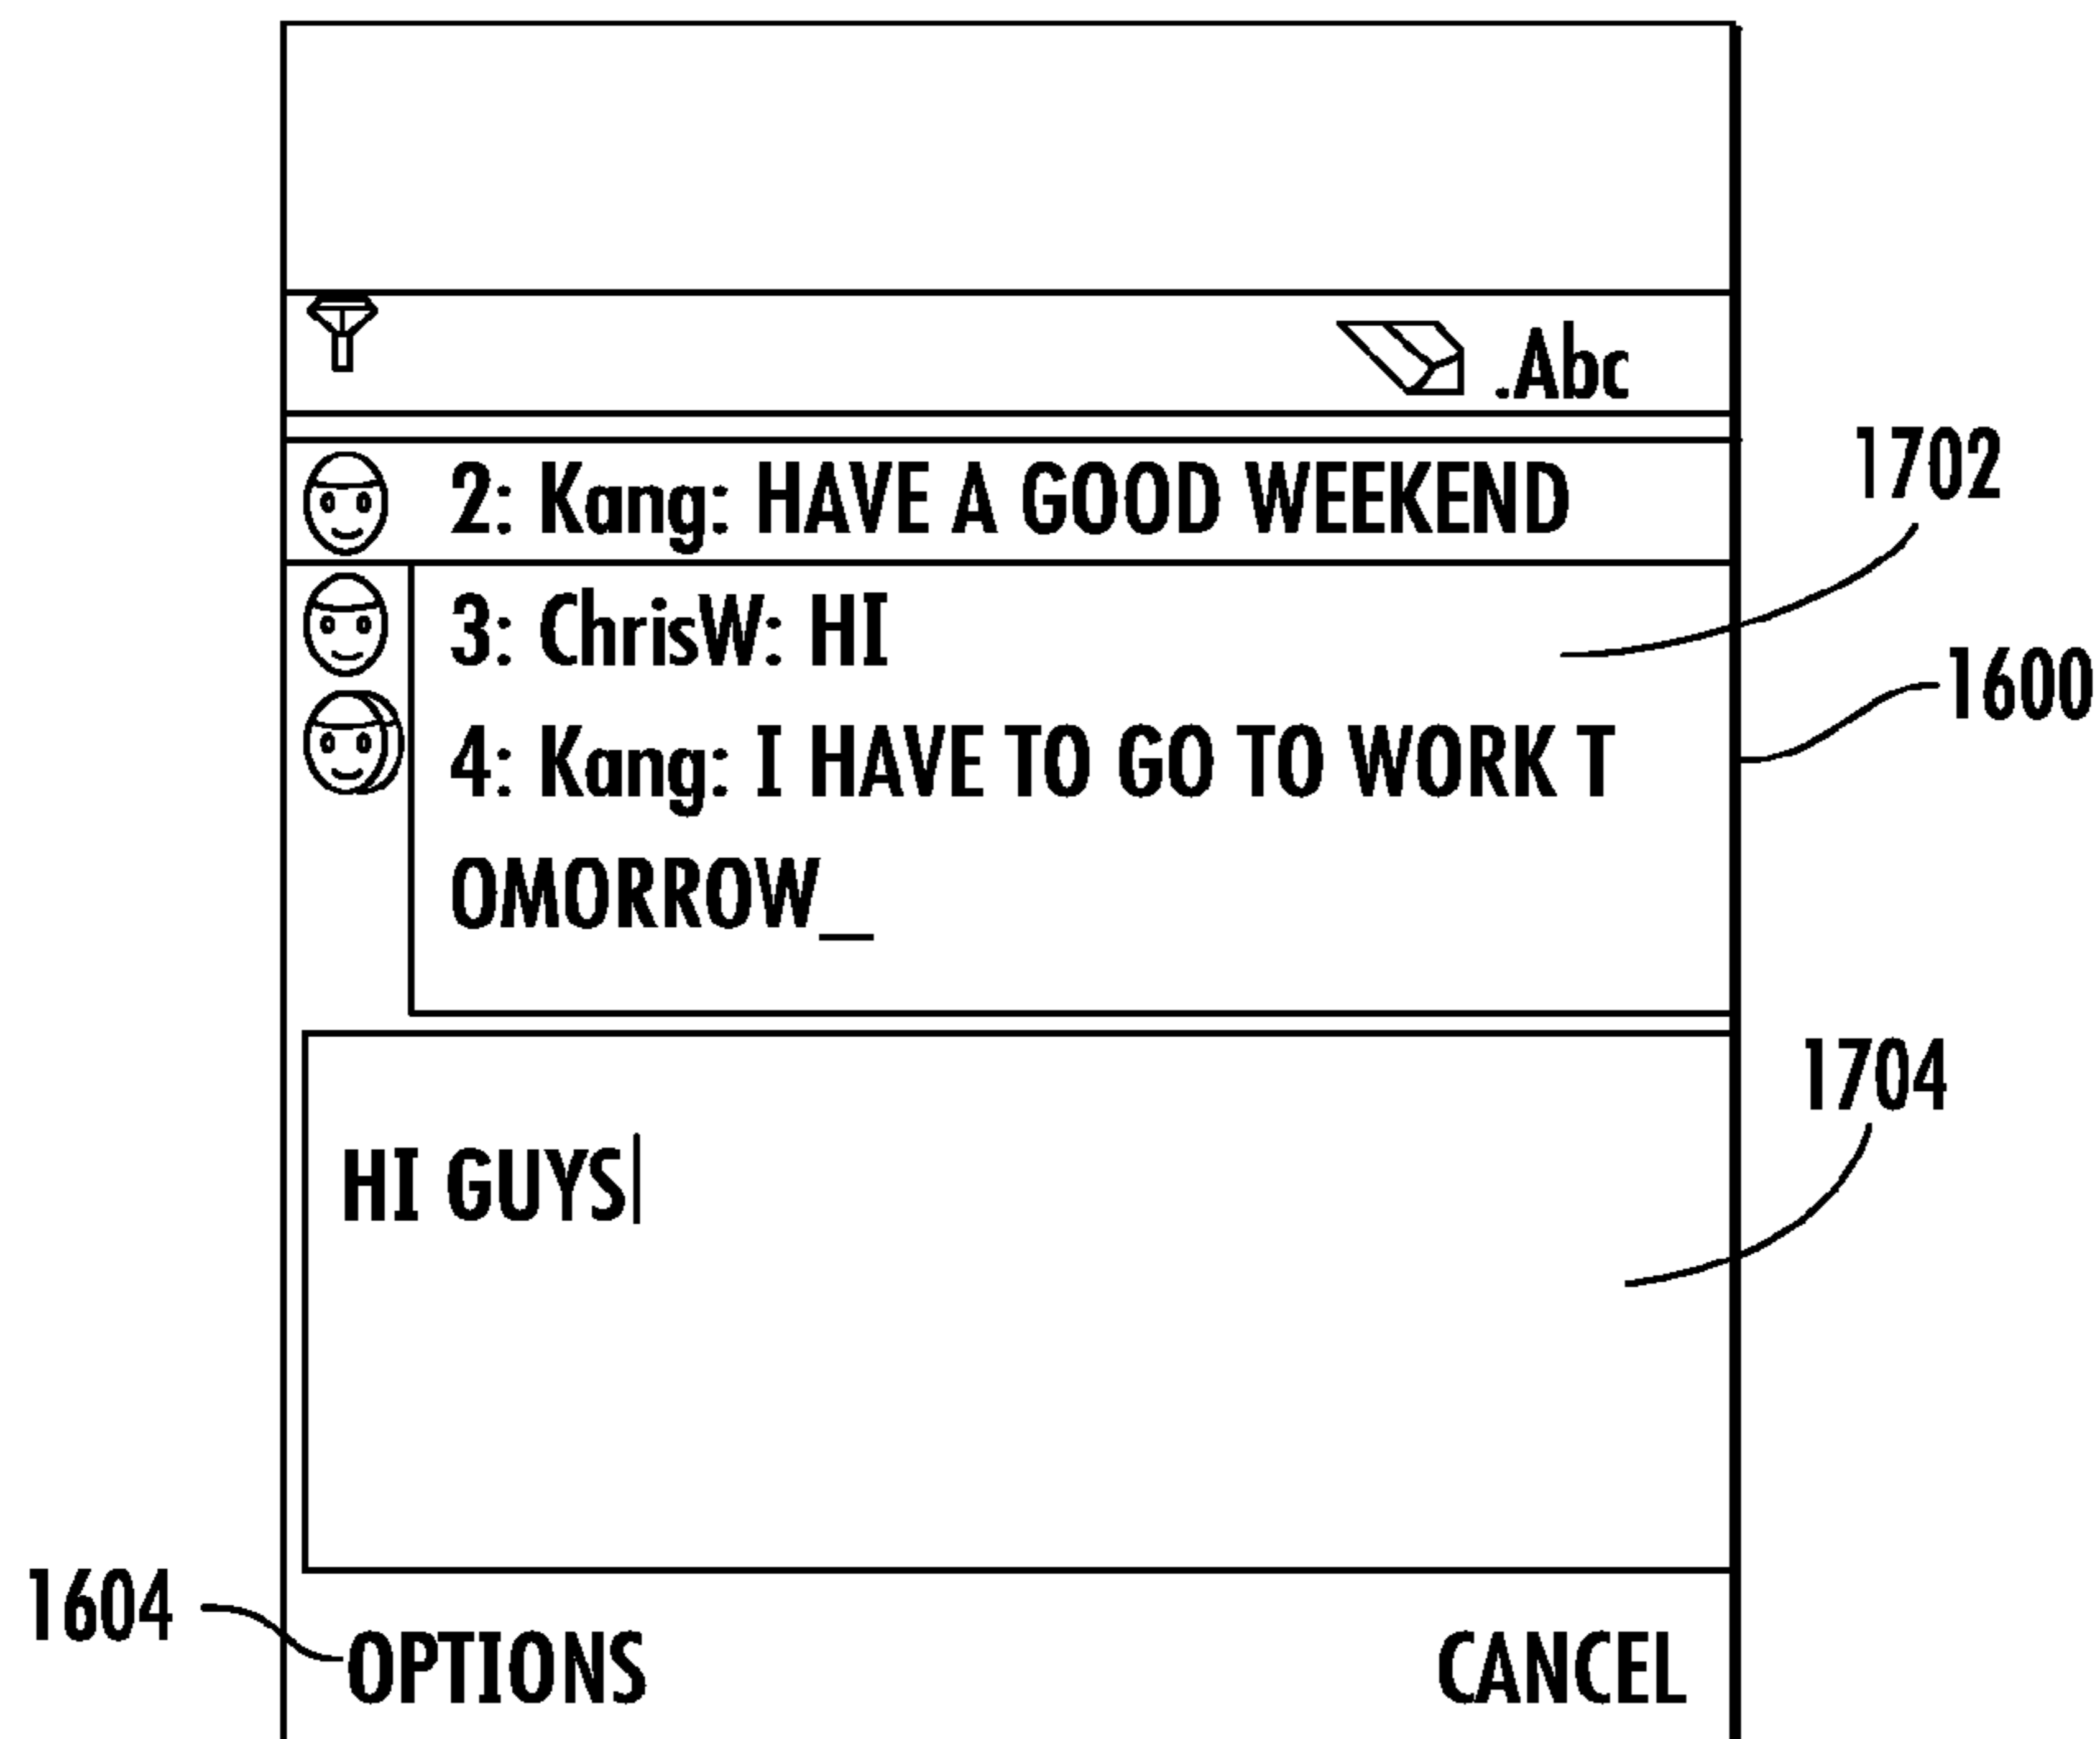 .Abc
2: Kang: HAVE A GOOD WEEKEND
1702
3: ChrisW: HI
1600
4: Kang: I HAVE TO GO TO WORK T
OMORROW_
1704
HI GUYS
1604
OPTIONS CANCEL